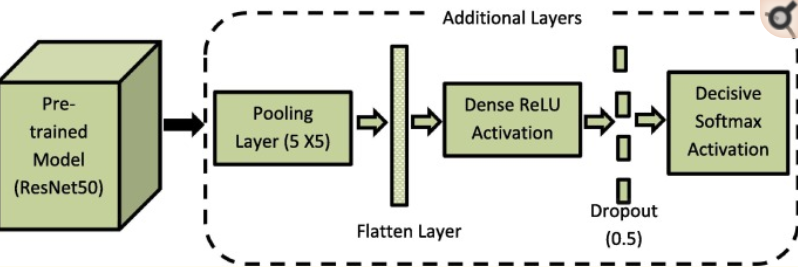 Additional Layers
Pre-
trained
Model
(ResNet50)
Pooling
Layer (5 X5)
Flatten Layer
Dense ReLU
Activation
Dropout
(0.5)
Decisive
Softmax
Activation